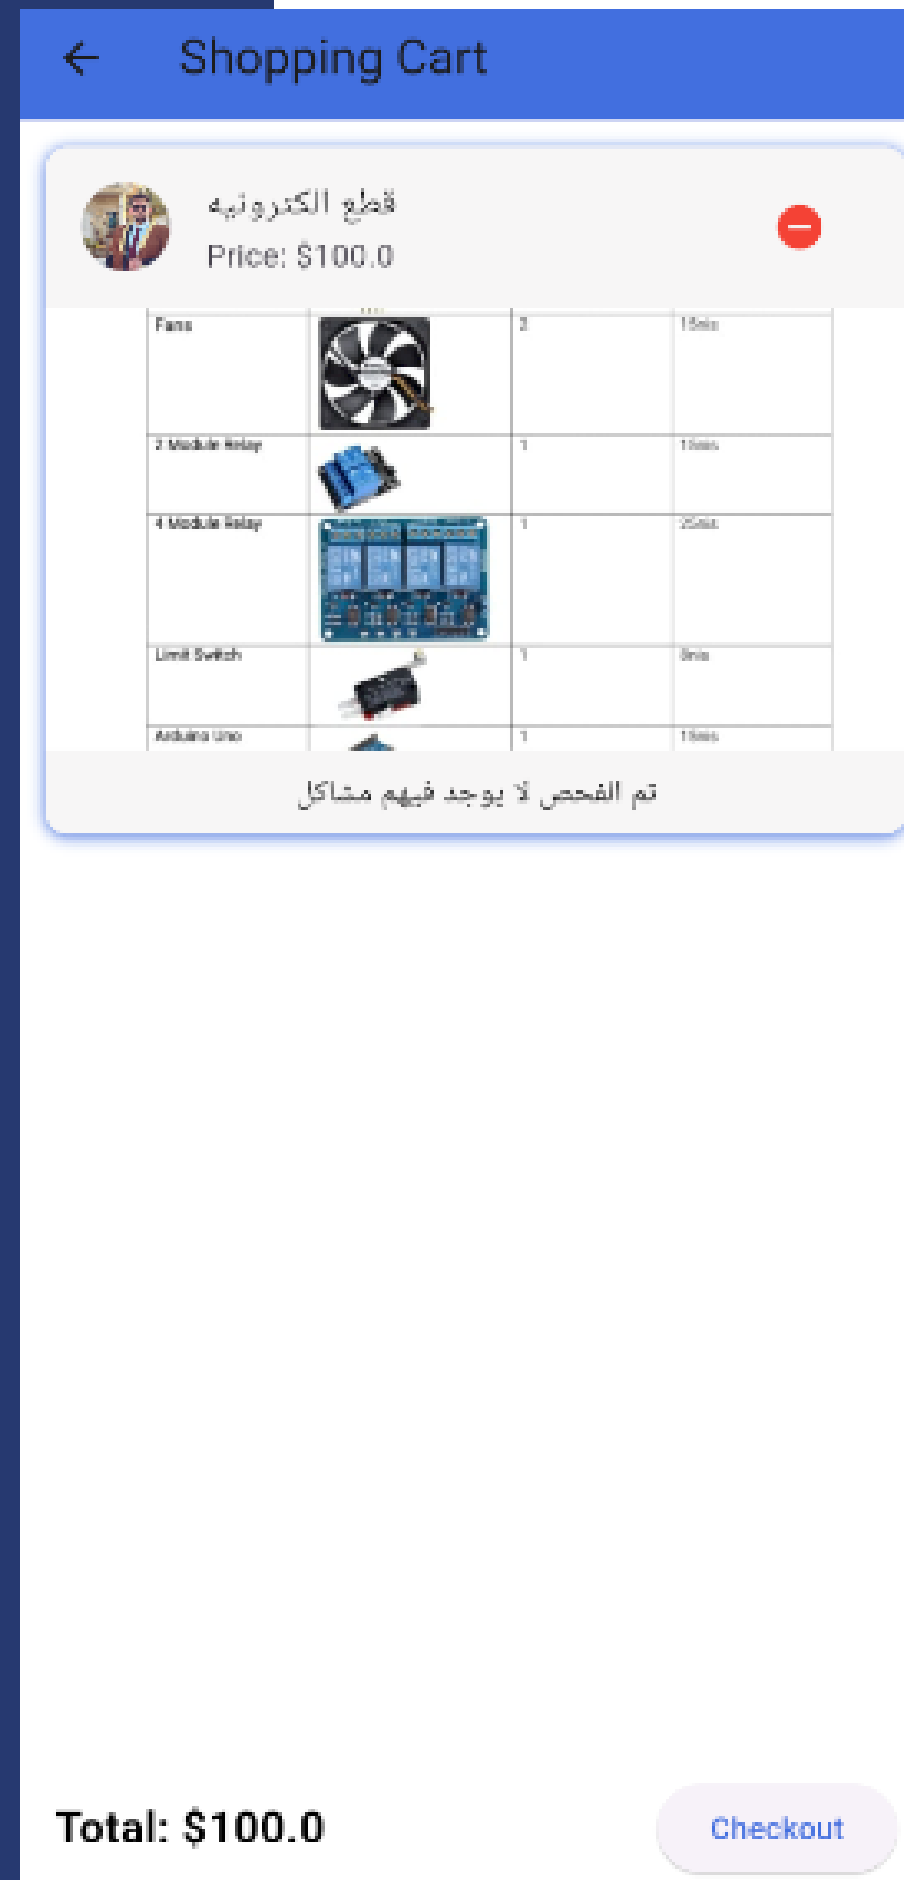 Shopping Cart
قطع الكترونيه
Price: $100.0
Fans 2
2 Module Relay 1
4 Module Relay 1
Limit Switch 1
Arduino Uno 1
تم الفحص لا يوجد فيهم مشاكل
Total: $100.0
Checkout